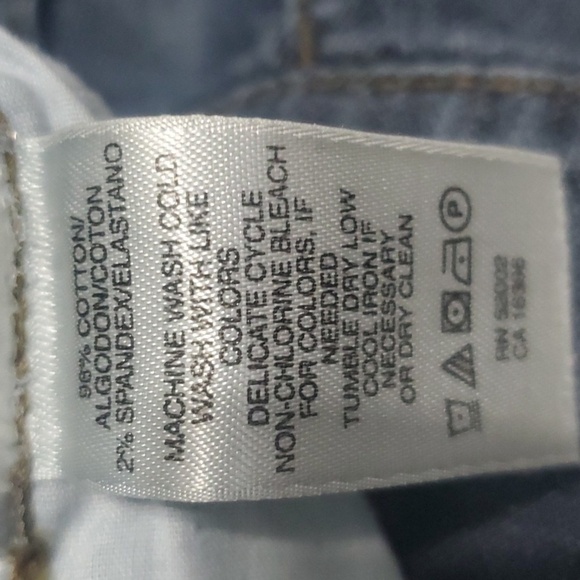 98% COTTON/
ALGODON/COTON
2% SPANDEX/ELASTANO
MACHINE WASH COLD
WASH WITH LIKE
COLORS
DELICATE CYCLE
NON-CHLORINE BLEACH
FOR COLORS, IF
NEEDED
TUMBLE DRY LOW
COOL IRON IF
NECESSARY
OR DRY CLEAN
P
RN 52002
CA